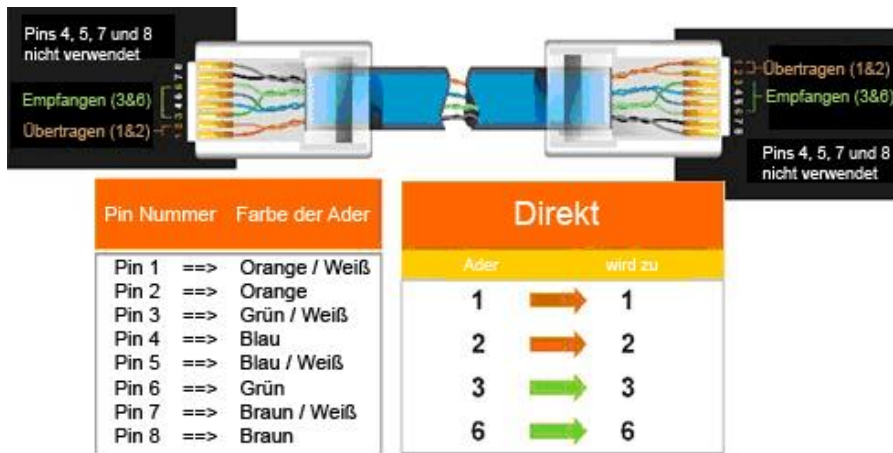 Pins 4, 5, 7 und 8
nicht verwendet
Empfangen (3&6)
Übertragen (1&2)
Übertragen (1&2)
Empfangen (3&6)
Pins 4, 5, 7 und 8
nicht verwendet
Pin Nummer Farbe der Ader
Pin 1 ==> Orange / Weiß
Pin 2 ==> Orange
Pin 3 ==> Grün / Weiß
Pin 4 ==> Blau
Pin 5 ==> Blau / Weiß
Pin 6 ==> Grün
Pin 7 ==> Braun / Weiß
Pin 8 ==> Braun
Direkt
Ader wird zu
1 1
2 2
3 3
6 6